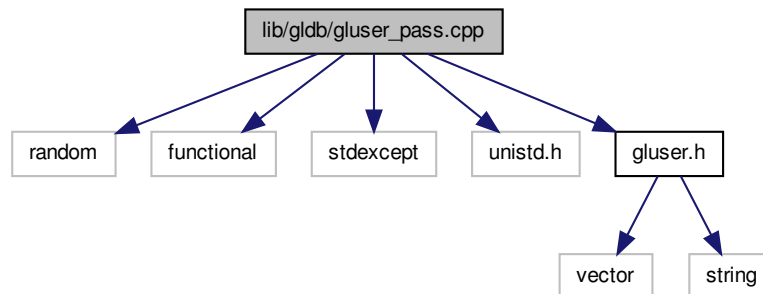 lib/gldb/gluser_pass.cpp
random
functional
stdexcept
unistd.h
gluser.h
vector
string